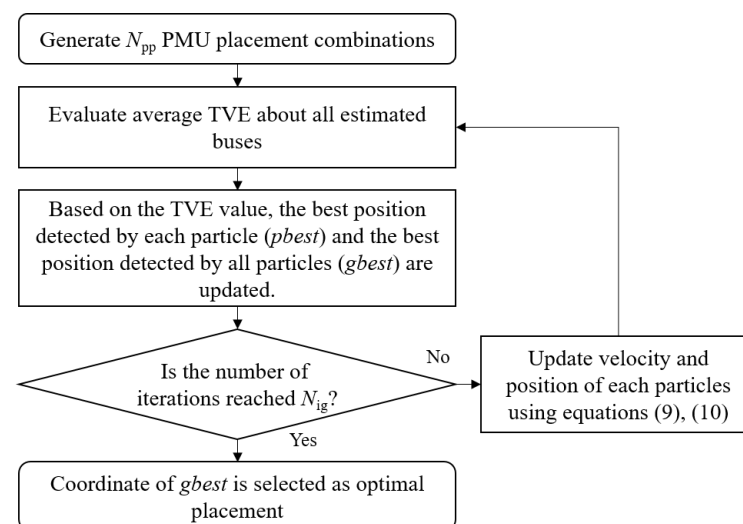 Generate Npp PMU placement combinations
Evaluate average TVE about all estimated
buses
Based on the TVE value, the best position
detected by each particle (pbest) and the best
position detected by all particles (gbest) are
updated.
Is the number of
iterations reached Nig?
No
Update velocity and
position of each particles
using equations (9), (10)
Yes
Coordinate of gbest is selected as optimal
placement